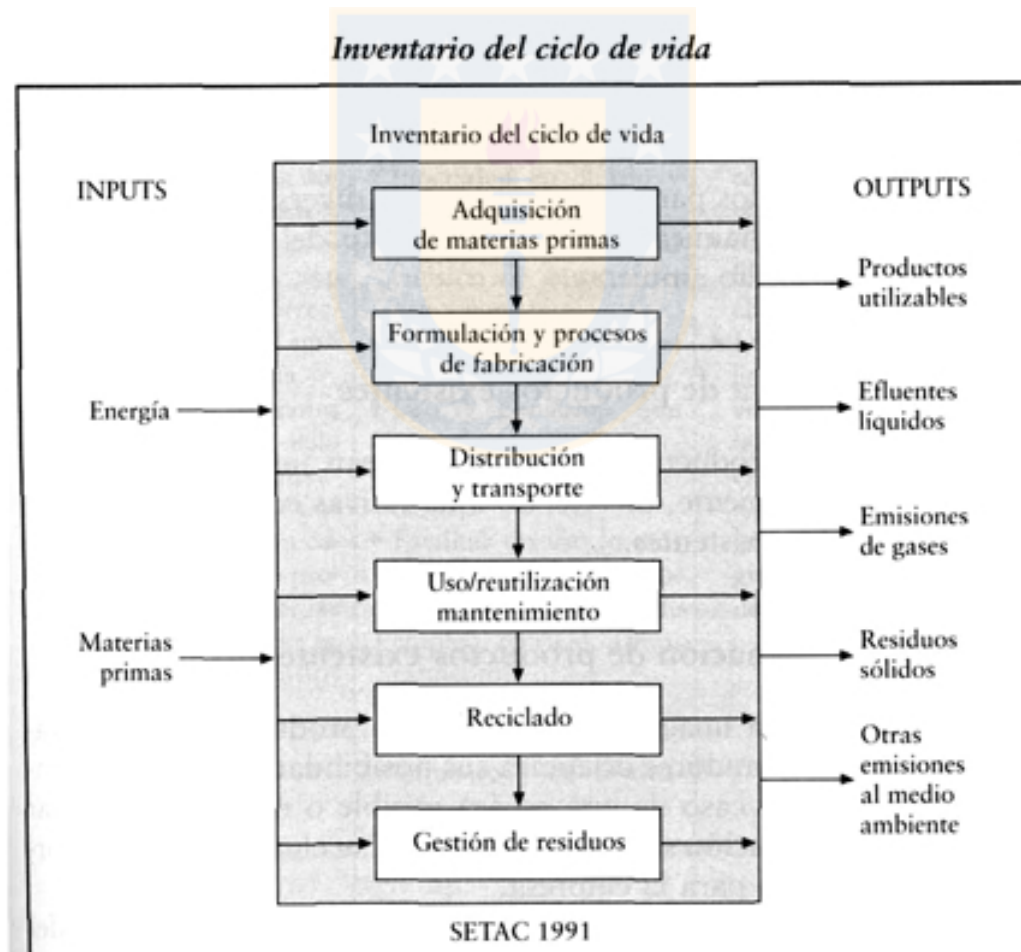 Inventario del ciclo de vida
Inventario del ciclo de vida
INPUTS
Energía
Materias
primas
Adquisición
de materias primas
Formulación y procesos
de fabricación
Distribución
y transporte
Uso/reutilización
mantenimiento
Reciclado
Gestión de residuos
OUTPUTS
Productos
utilizables
Efluentes
líquidos
Emisiones
de gases
Residuos
sólidos
Otras
emisiones
al medio
ambiente
SETAC 1991